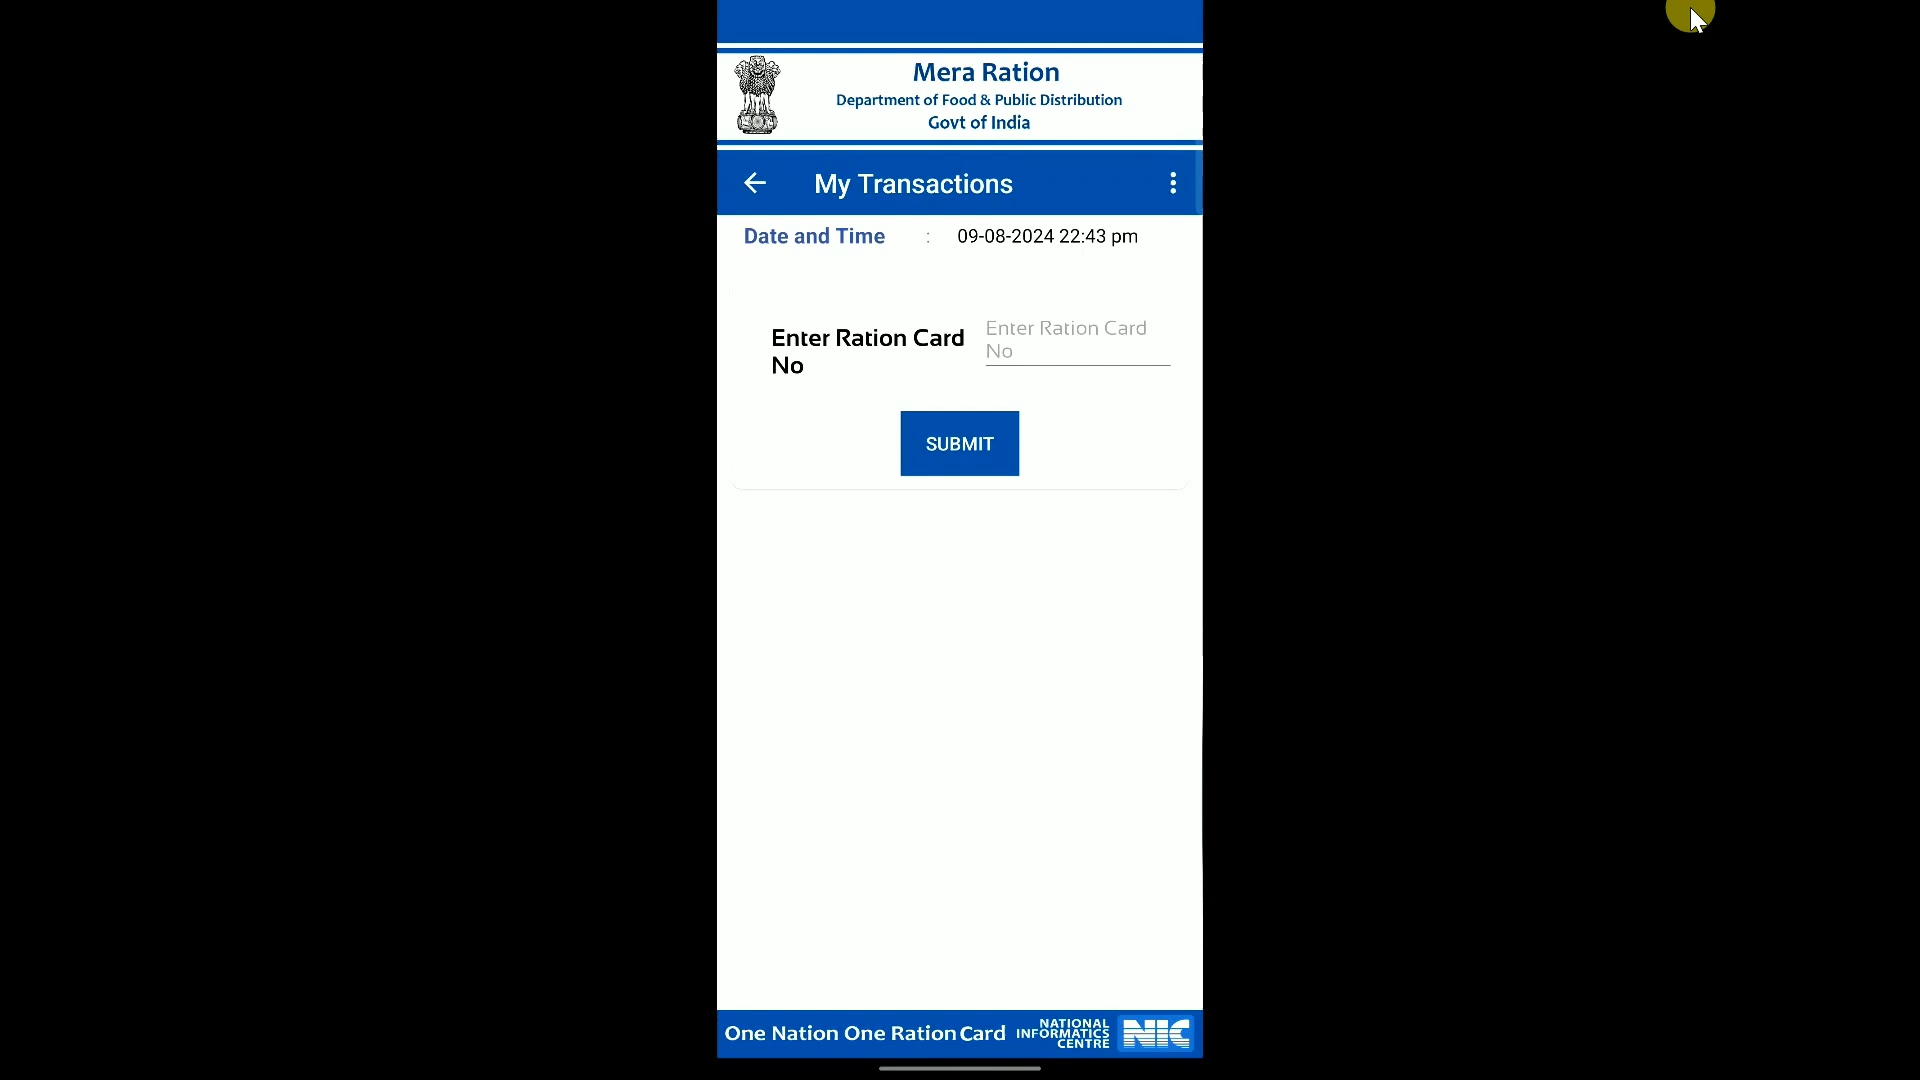 Mera Ration
Department of Food & Public Distribution
Govt of India
My Transactions
Date and Time : 09-08-2024 22:43 pm
Enter Ration Card
No
Enter Ration Card
No
SUBMIT
One Nation One Ration Card
NATIONAL
INFORMATICS
CENTRE
NIC